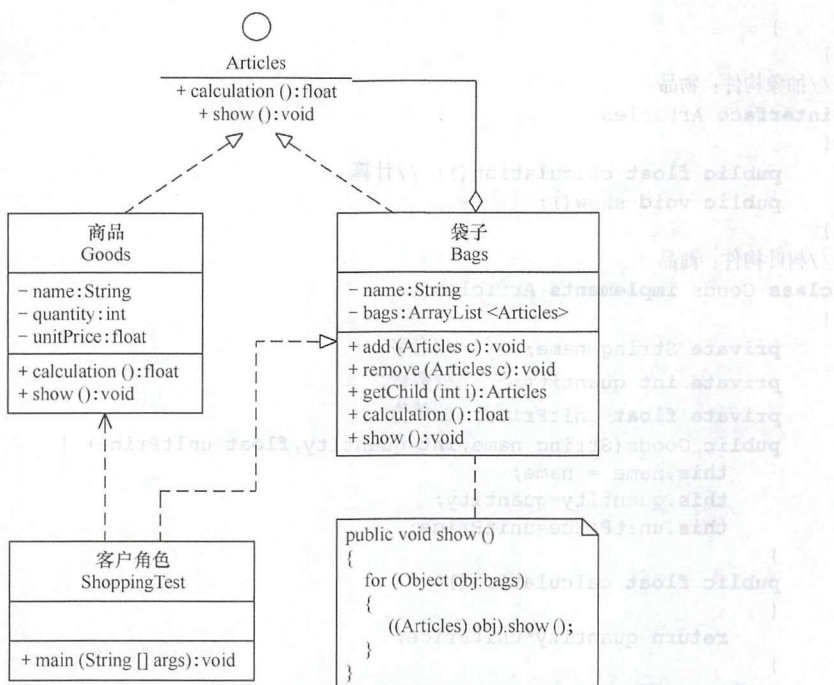 Articles
+ calculation ():float
+ show ():void
商品
Goods
- name:String
- quantity:int
- unitPrice:float
+ calculation ():float
+ show ():void
袋子
Bags
- name:String
- bags:ArrayList <Articles>
+ add (Articles c):void
+ remove (Articles c):void
+ getChild (int i):Articles
+ calculation ():float
+ show ():void
客户角色
ShoppingTest
+ main (String [] args):void
public void show ()
{
for (Object obj:bags)
{
((Articles) obj).show ();
}
}